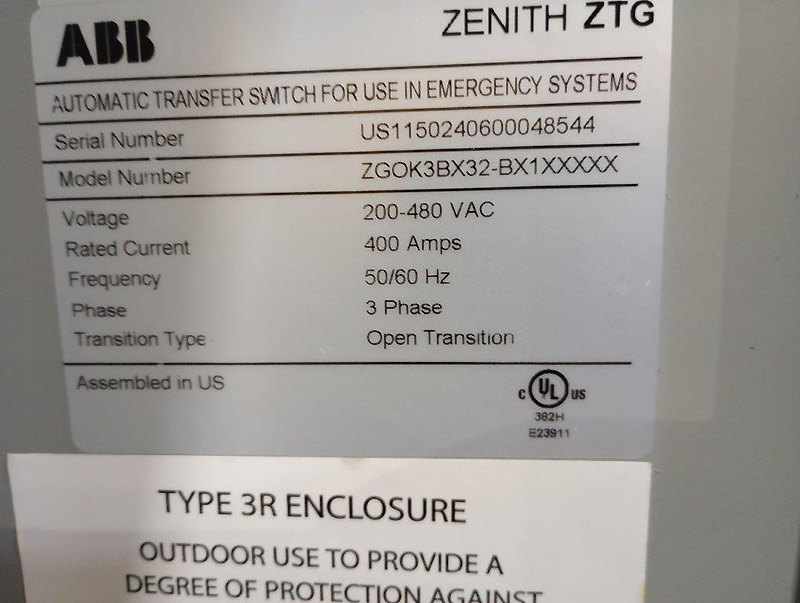 ABB ZENITH ZTG
AUTOMATIC TRANSFER SWITCH FOR USE IN EMERGENCY SYSTEMS
Serial Number US1150240600048544
Model Number ZGOK3BX32-BX1XXXXX
Voltage 200-480 VAC
Rated Current 400 Amps
Frequency 50/60 Hz
Phase 3 Phase
Transition Type Open Transition
Assembled in US
C UL US
382H
E23911
TYPE 3R ENCLOSURE
OUTDOOR USE TO PROVIDE A
DEGREE OF PROTECTION AGAINST